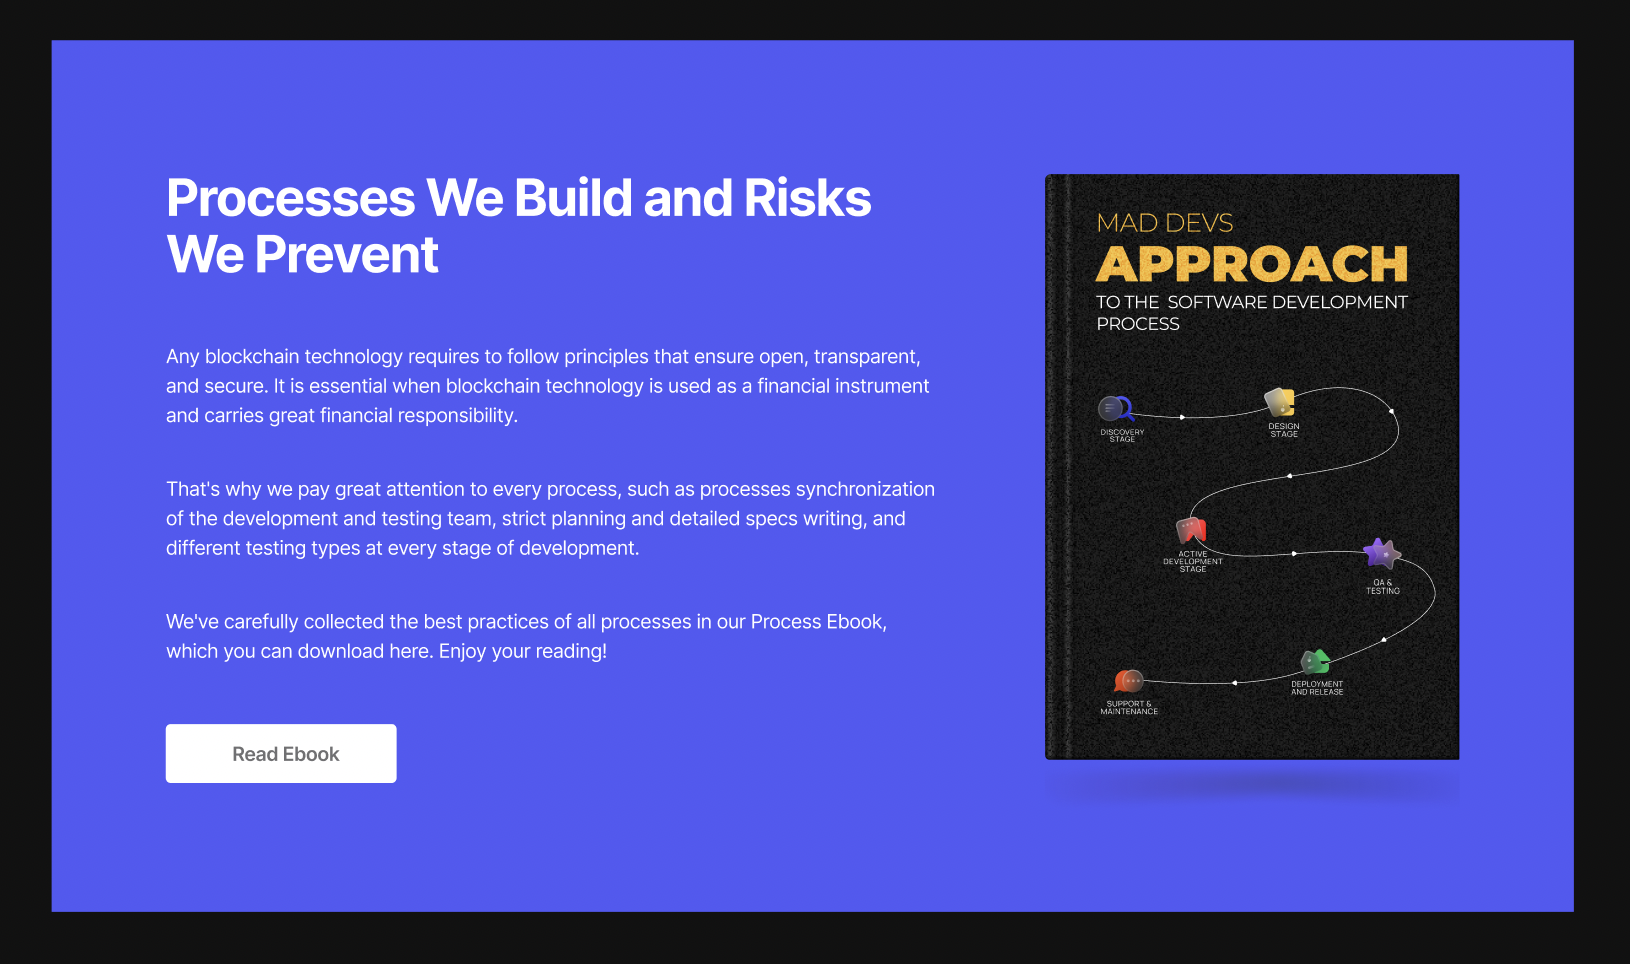 Processes We Build and Risks
We Prevent
Any blockchain technology requires to follow principles that ensure open, transparent,
and secure. It is essential when blockchain technology is used as a financial instrument
and carries great financial responsibility.
That's why we pay great attention to every process, such as processes synchronization
of the development and testing team, strict planning and detailed specs writing, and
different testing types at every stage of development.
We've carefully collected the best practices of all processes in our Process Ebook,
which you can download here. Enjoy your reading!
Read Ebook
MAD DEVS
APPROACH
TO THE SOFTWARE DEVELOPMENT
PROCESS
DISCOVERY
STAGE
DESIGN
STAGE
ACTIVE
DEVELOPMENT
STAGE
QA &
TESTING
DEPLOYMENT
AND RELEASE
SUPPORT &
MAINTENANCE